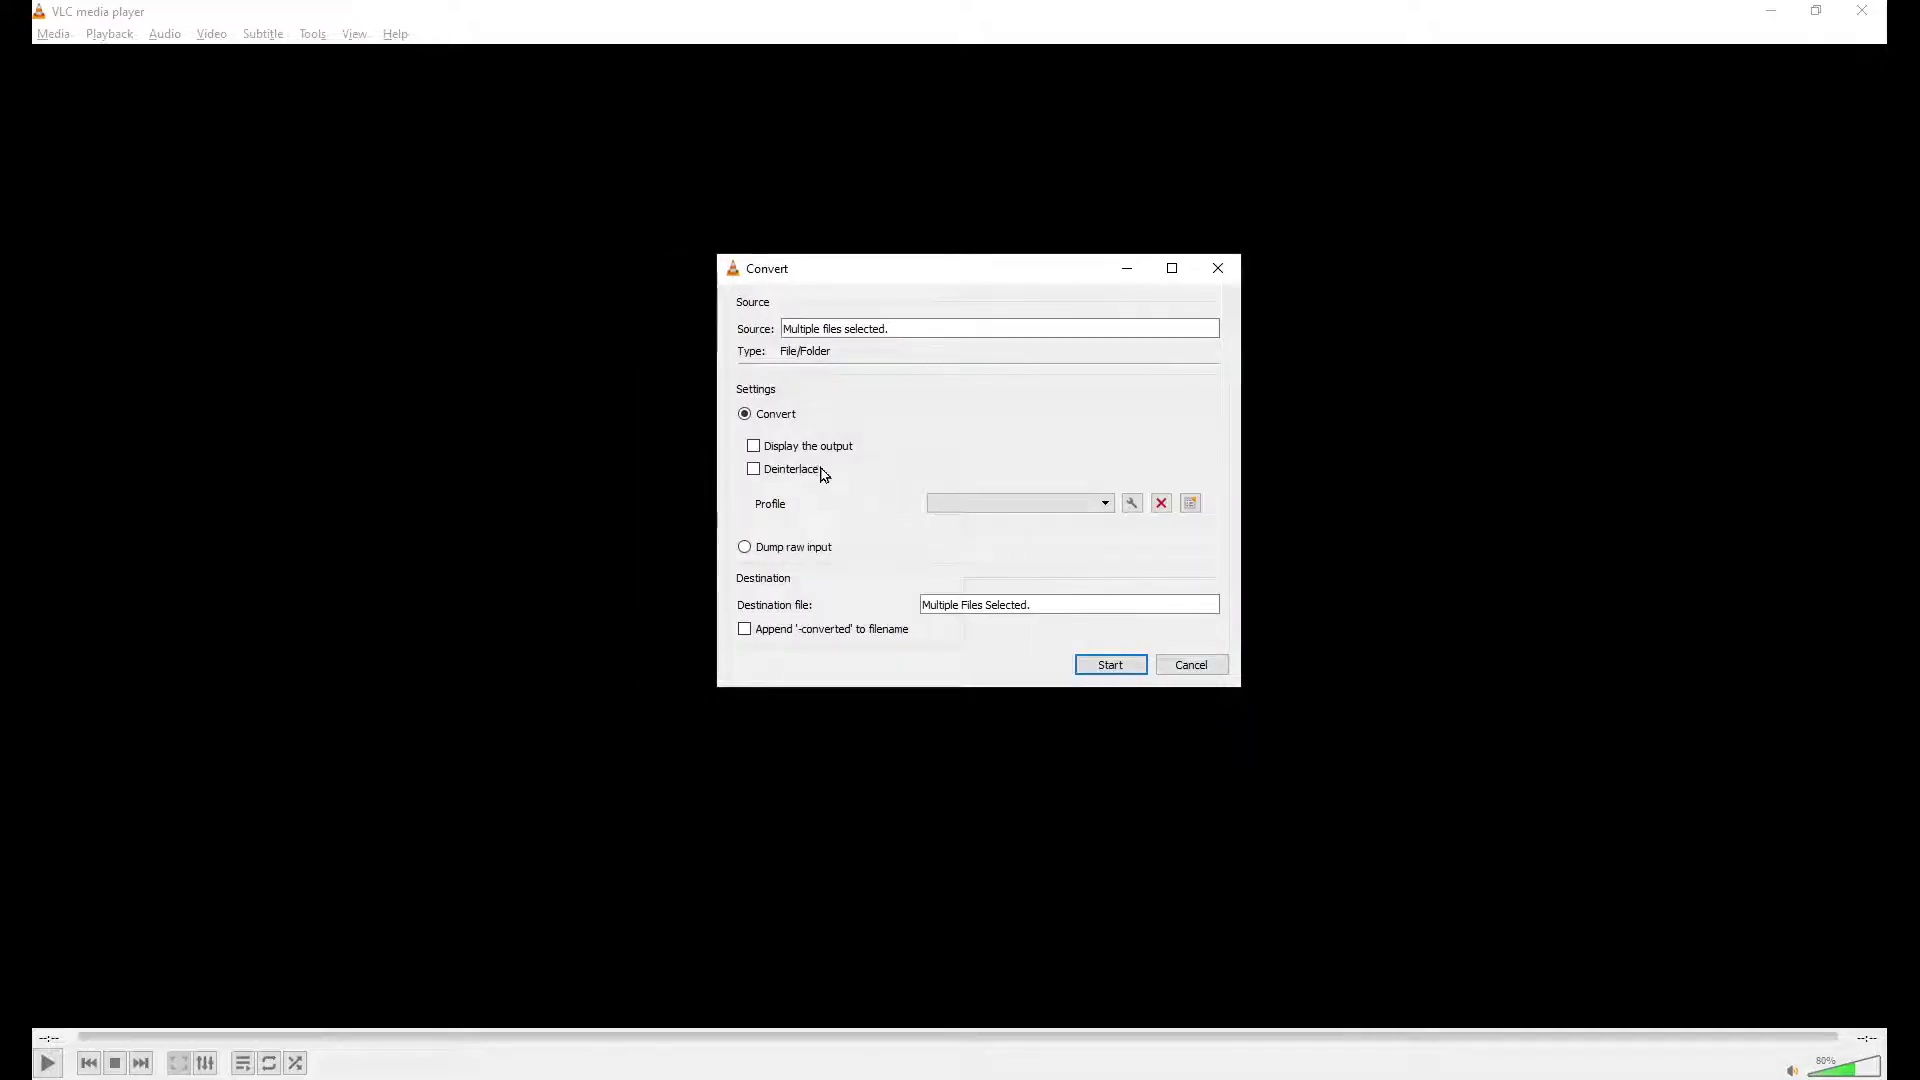 VLC media player
Media Playback Audio Video Subtitle Tools View Help
Convert
Source
Source: Multiple files selected.
Type: File/Folder
Settings
Convert
Display the output
Deinterlace
Profile
Dump raw input
Destination
Destination file: Multiple Files Selected.
Append '-converted' to filename
Start Cancel
--:-- --:--
80%